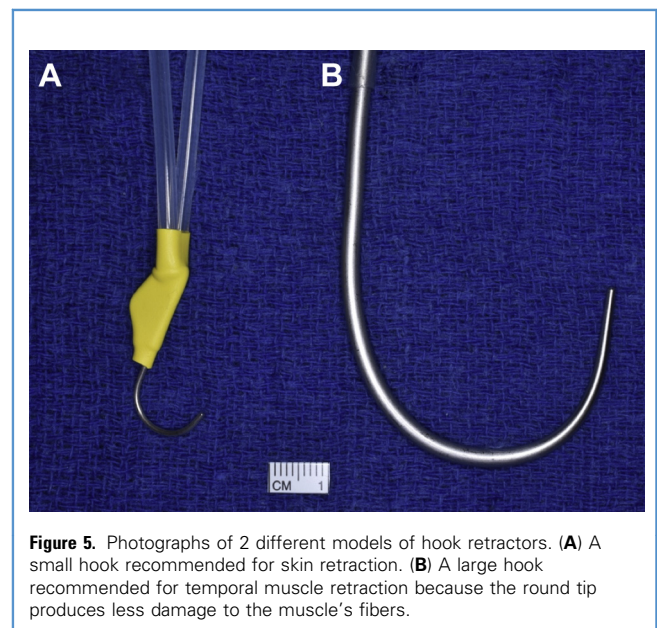 A
B
CM 1
Figure 5. Photographs of 2 different models of hook retractors. (A) A
small hook recommended for skin retraction. (B) A large hook
recommended for temporal muscle retraction because the round tip
produces less damage to the muscle's fibers.